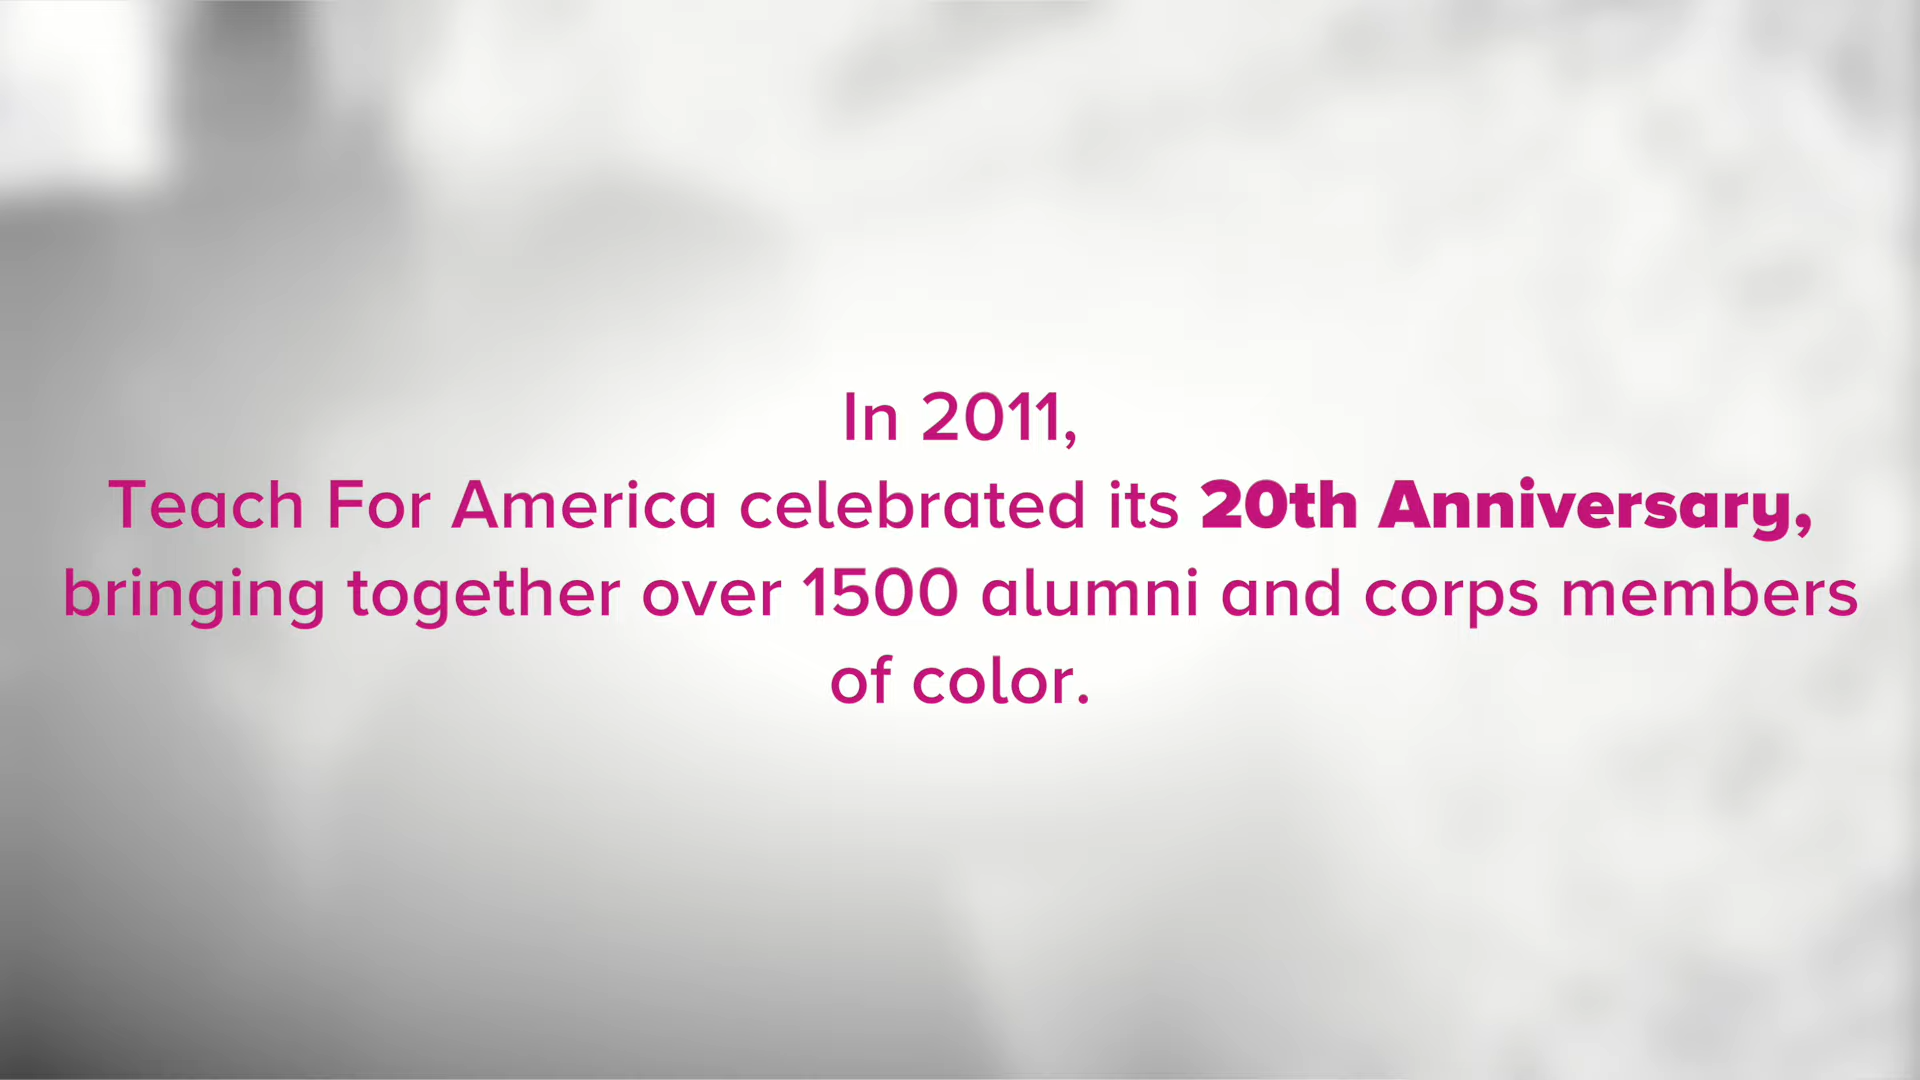 In 2011,
Teach For America celebrated its 20th Anniversary,
bringing together over 1500 alumni and corps members
of color.